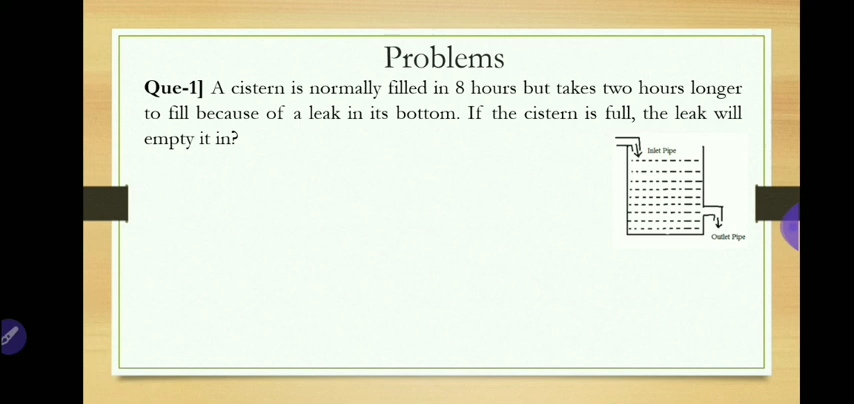 Problems
Que-1] A cistern is normally filled in 8 hours but takes two hours longer
to fill because of a leak in its bottom. If the cistern is full, the leak will
empty it in?
Inlet Pipe
Outlet Pipe